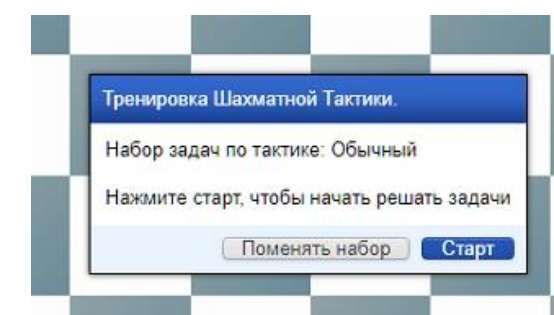 Тренировка Шахматной Тактики.
Набор задач по тактике: Обычный
Нажмите старт, чтобы начать решать задачи
Поменять набор Старт